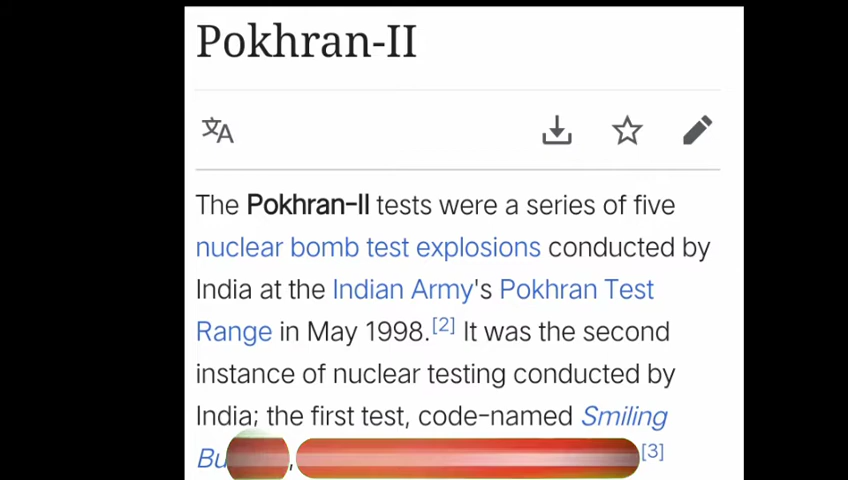 Pokhran-II
The Pokhran-II tests were a series of five
nuclear bomb test explosions conducted by
India at the Indian Army's Pokhran Test
Range in May 1998.[2] It was the second
instance of nuclear testing conducted by
India; the first test, code-named Smiling
[3]